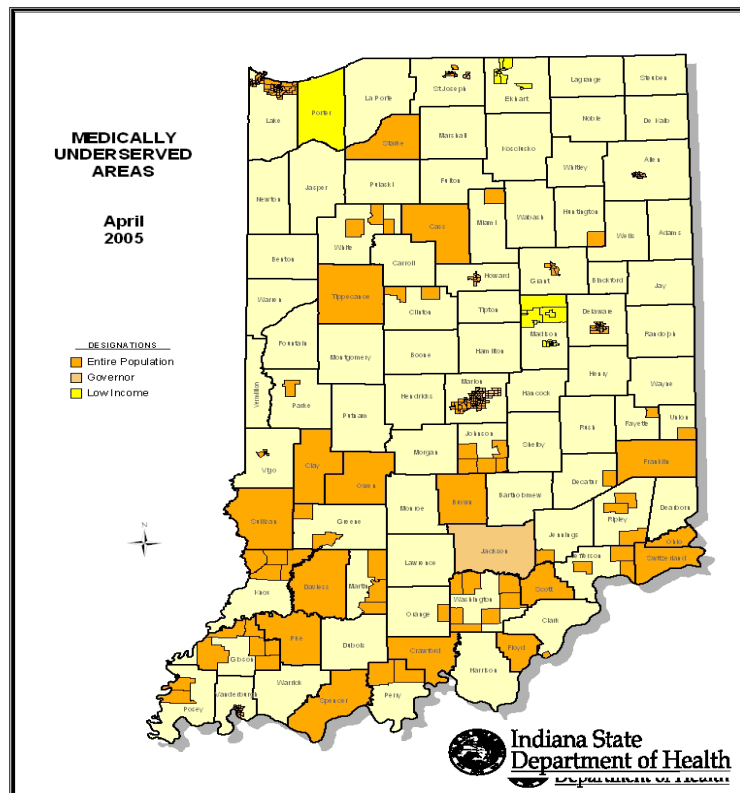 MEDICALLY
UNDERSERVED
AREAS
April
2005
DESIGNATIONS
Entire Population
Governor
Low Income
N
Lake
Porter
La Porte
St Joseph
Elkhart
Lagrange
Steuben
Starke
Marshall
Kosciusko
Noble
De Kalb
Newton
Jasper
Pulaski
Fulton
Whitley
Allen
White
Cass
Miami
Wabash
Huntington
Wells
Adams
Benton
Carroll
Howard
Grant
Blackford
Jay
Warren
Tippecanoe
Clinton
Tipton
Madison
Delaware
Randolph
Fountain
Montgomery
Boone
Hamilton
Henry
Wayne
Vermillion
Parke
Putnam
Hendricks
Marion
Hancock
Rush
Fayette
Union
Vigo
Clay
Owen
Morgan
Johnson
Shelby
Decatur
Franklin
Sullivan
Greene
Monroe
Brown
Bartholomew
Jennings
Ripley
Dearborn
Ohio
Switzerland
Knox
Daviess
Martin
Lawrence
Jackson
Jefferson
Scott
Washington
Orange
Clark
Gibson
Pike
Dubois
Crawford
Floyd
Harrison
Posey
Vanderburgh
Warrick
Spencer
Perry
Indiana State
Department of Health
Department of Health